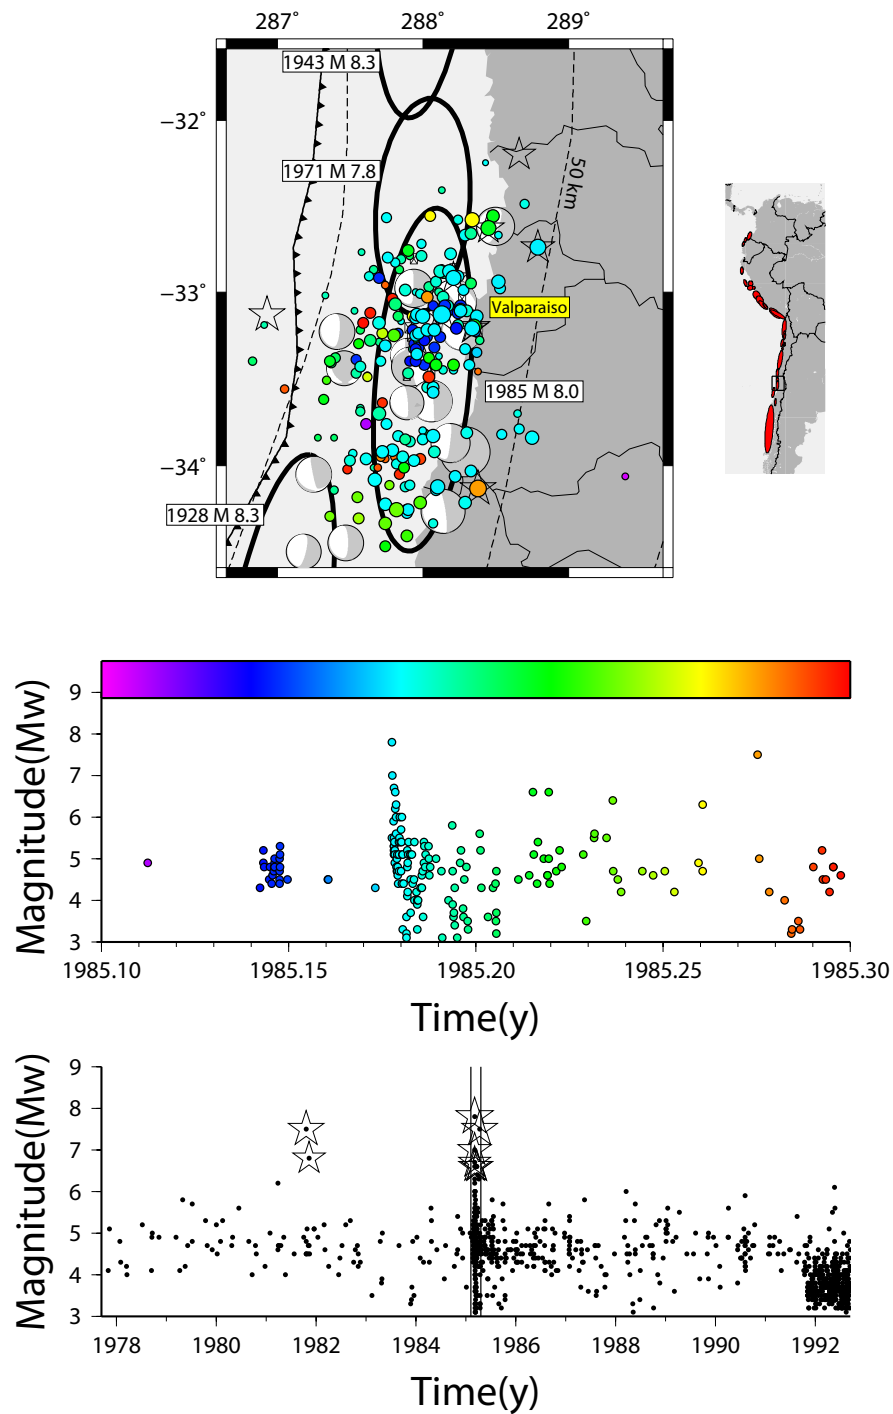 287° 288° 289°
1943 M 8.3
−32°
1971 M 7.8
50 km
−33°
Valparaiso
1985 M 8.0
−34°
1928 M 8.3
Magnitude(Mw)
9
8
7
6
5
4
3
1985.10 1985.15 1985.20 1985.25 1985.30
Time(y)
Magnitude(Mw)
9
8
7
6
5
4
3
1978 1980 1982 1984 1986 1988 1990 1992
Time(y)